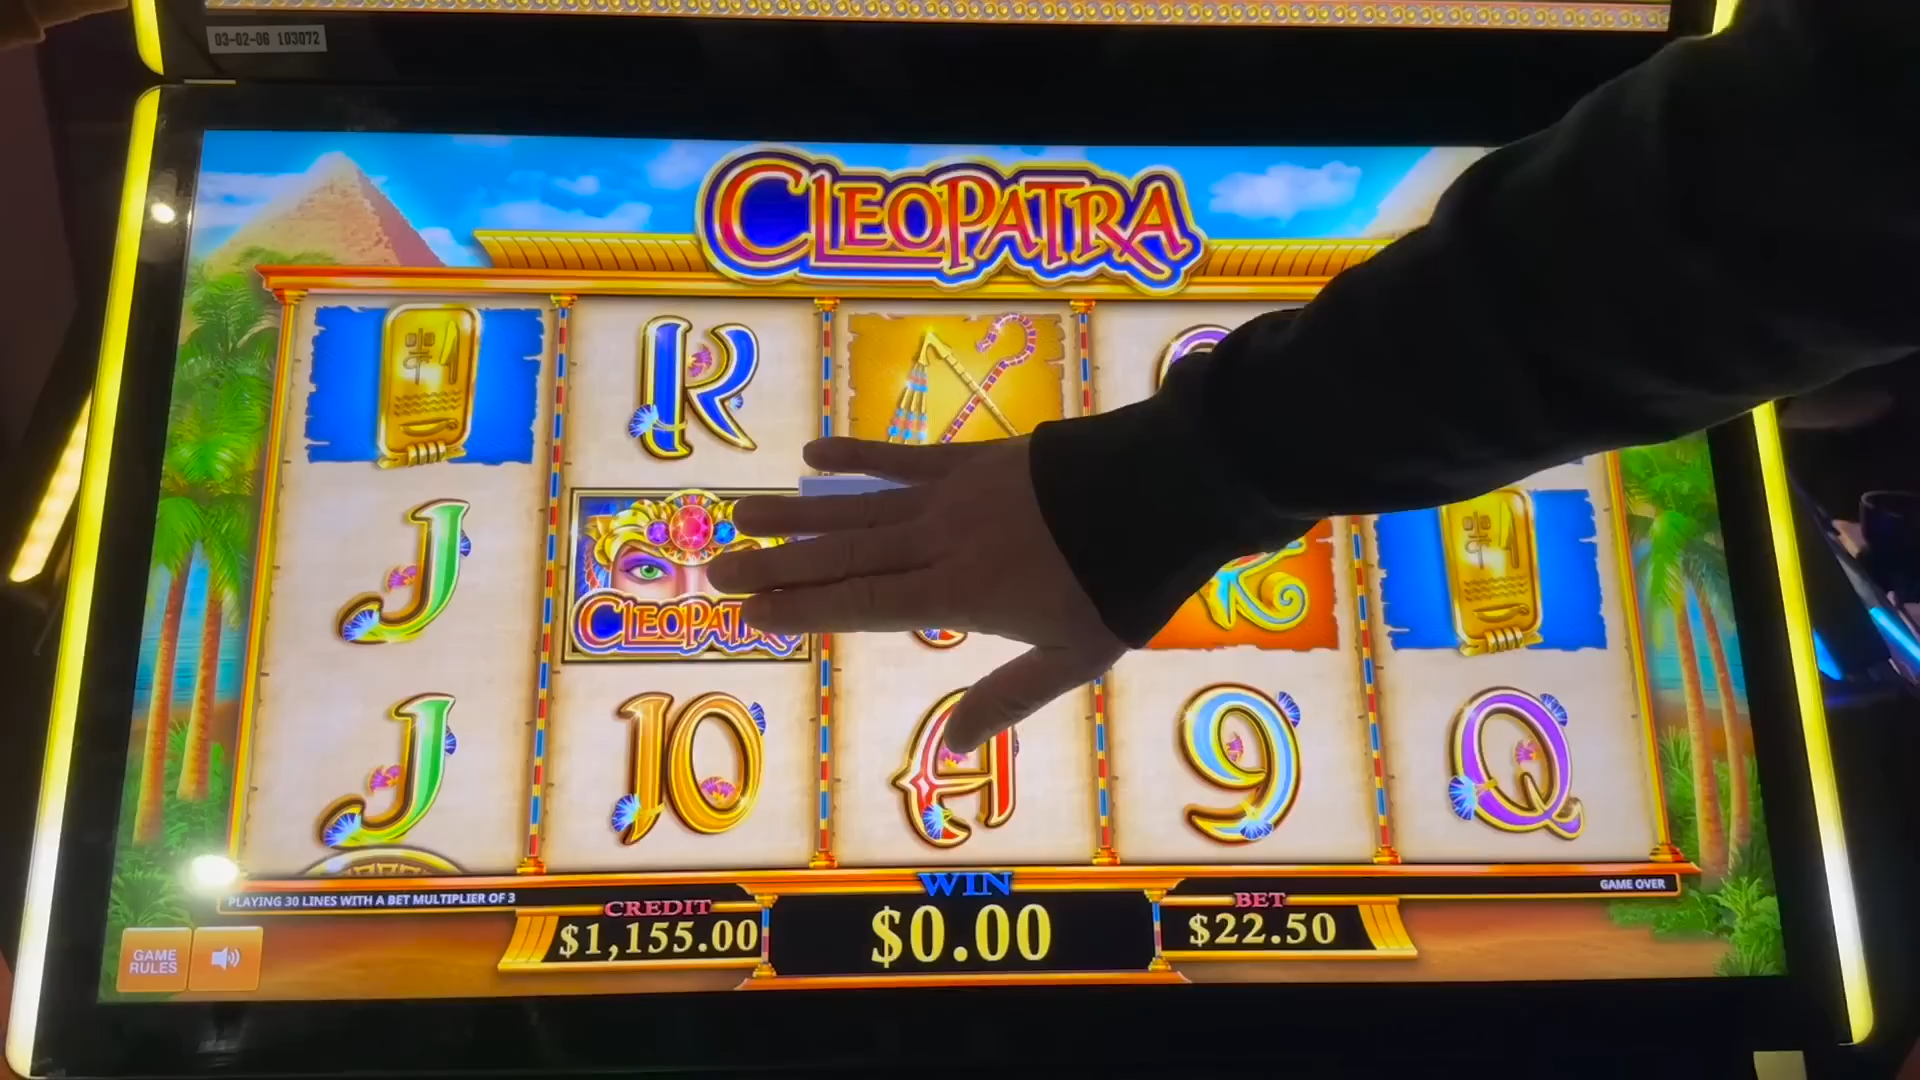 03-02-06 103072
CLEOPATRA
K
J
CLEOPATRA
J
10
A
9
Q
PLAYING 30 LINES WITH A BET MULTIPLIER OF 3
WIN
GAME OVER
CREDIT
BET
$1,155.00
$0.00
$22.50
GAME
RULES